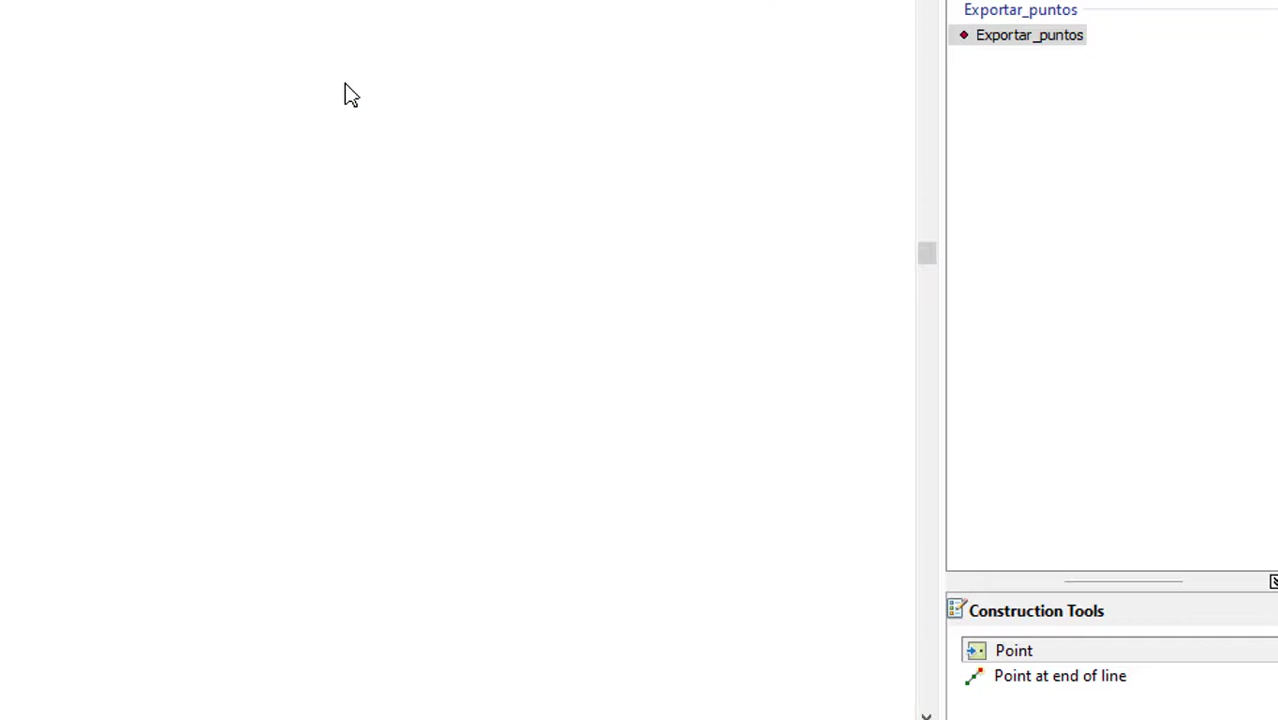 Exportar_puntos
Exportar_puntos
Construction Tools
Point
Point at end of line